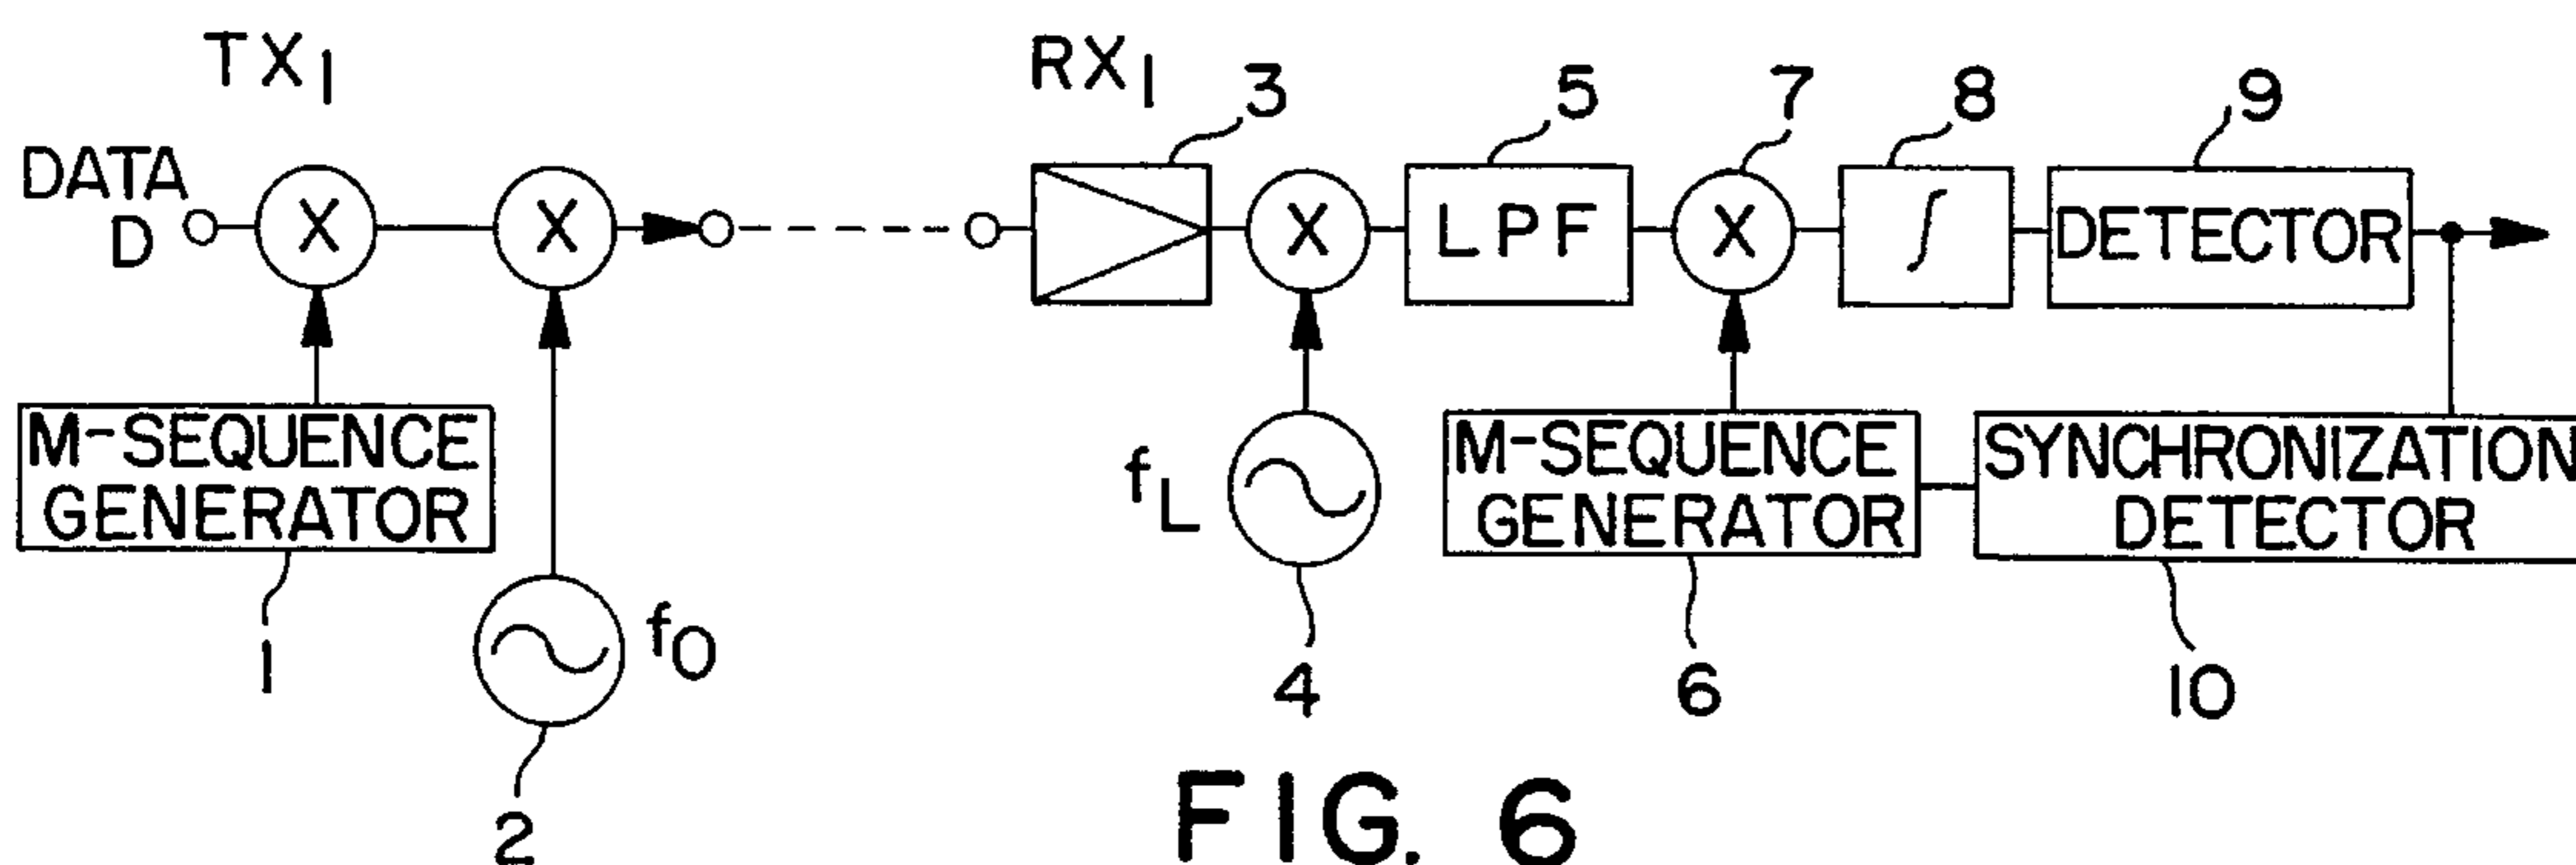 TX1
RX1
3
5
7
8
9
DATA
D
X
X
X
LPF
X
∫
DETECTOR
M-SEQUENCE
GENERATOR
fL
M-SEQUENCE
GENERATOR
SYNCHRONIZATION
DETECTOR
1
fO
4
6
10
2
FIG. 6